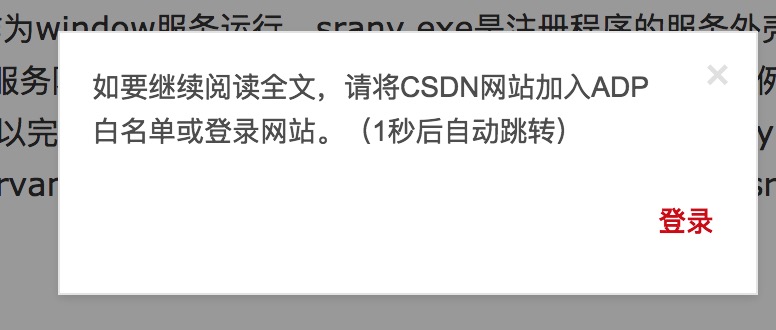 为window服务运行，srany.exe是注册程序的服务外壳
服务
例
如要继续阅读全文，请将CSDN网站加入ADP
白名单或登录网站。（1秒后自动跳转）
以完
y
rvar
sr
登录